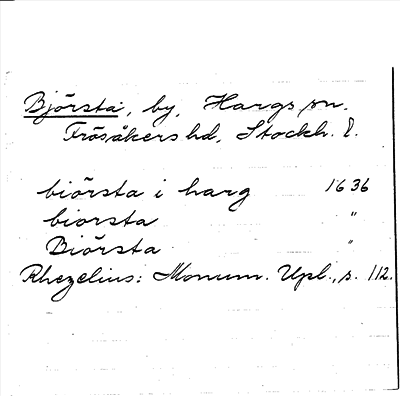 Björsta, by, Hargs sn.
Frösåkers hd, Stockh. l.
biörsta i harg 1636
biorsta "
Biörsta "
Rhezelius: Monum. Upl., s. 112.